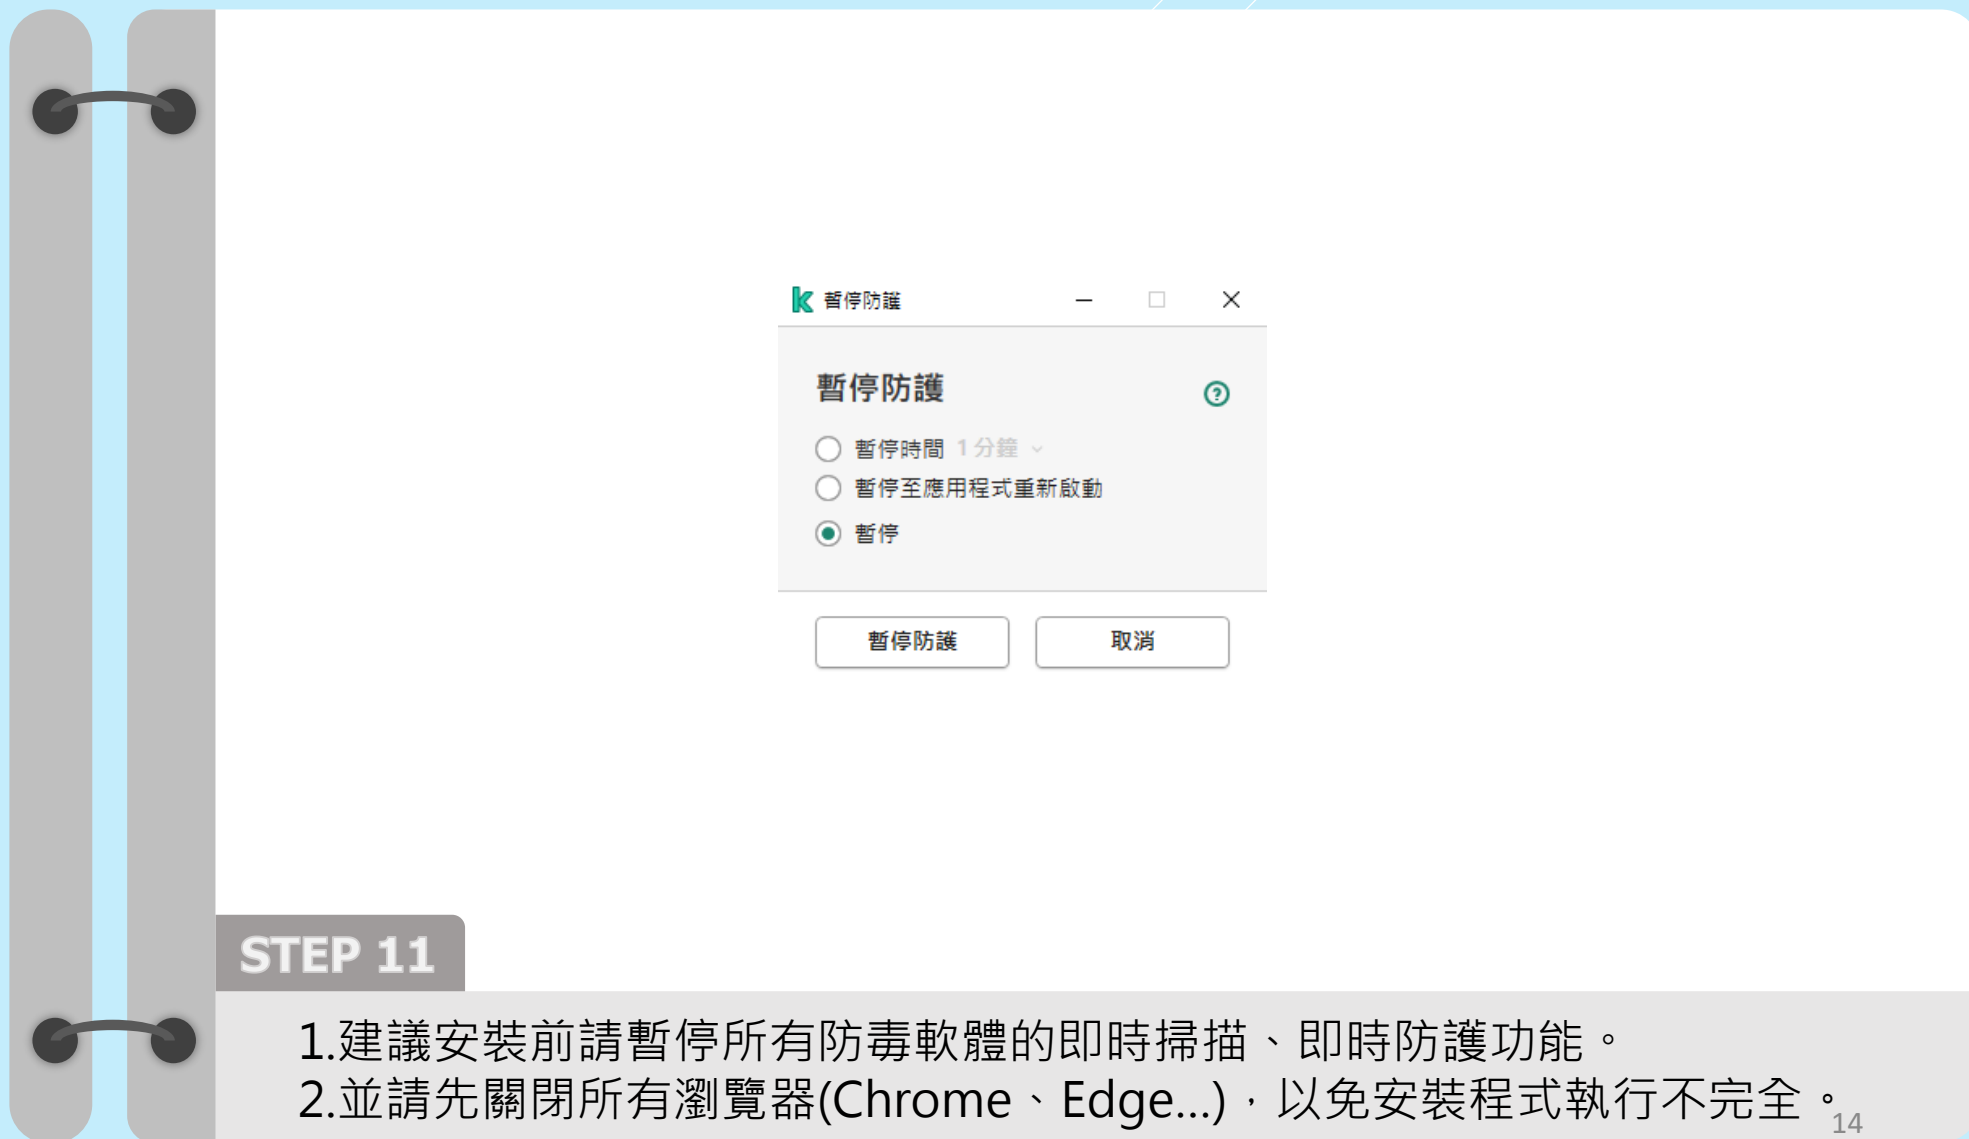 暫停防護
暫停防護
暫停時間 1 分鐘
暫停至應用程式重新啟動
暫停
暫停防護 取消
STEP 11
1.建議安裝前請暫停所有防毒軟體的即時掃描、即時防護功能。
2.並請先關閉所有瀏覽器(Chrome、Edge...)，以免安裝程式執行不完全。
14